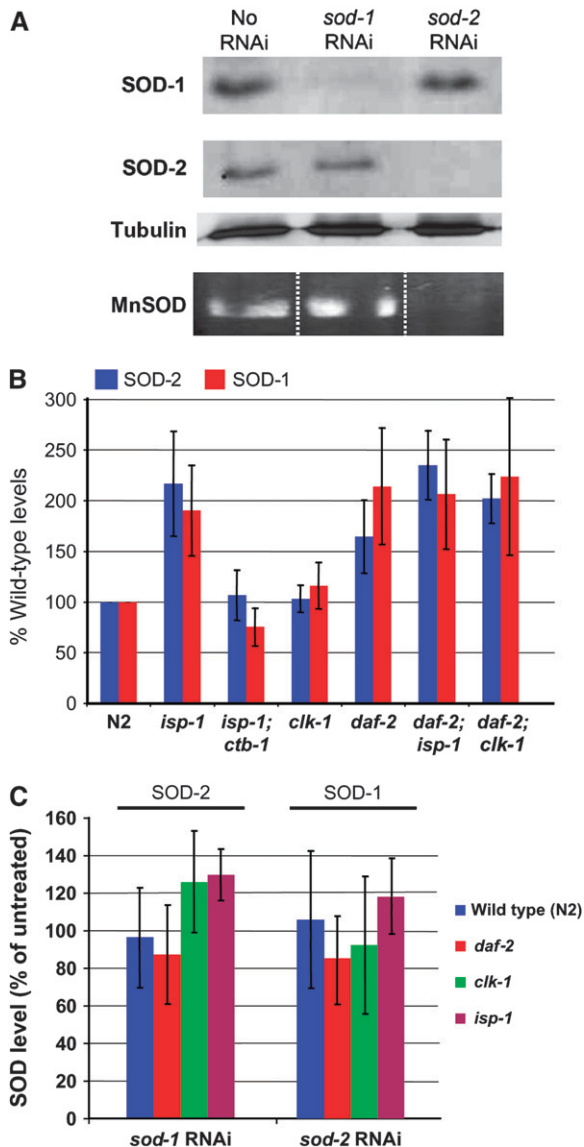 A
No RNAi sod-1 RNAi sod-2 RNAi
SOD-1
SOD-2
Tubulin
MnSOD
B
SOD-2 SOD-1
% Wild-type levels
300
250
200
150
100
50
0
N2 isp-1 isp-1; ctb-1 clk-1 daf-2 daf-2; isp-1 daf-2; clk-1
C
SOD-2 SOD-1
SOD level (% of untreated)
160
140
120
100
80
60
40
20
0
sod-1 RNAi sod-2 RNAi
Wild type (N2)
daf-2
clk-1
isp-1